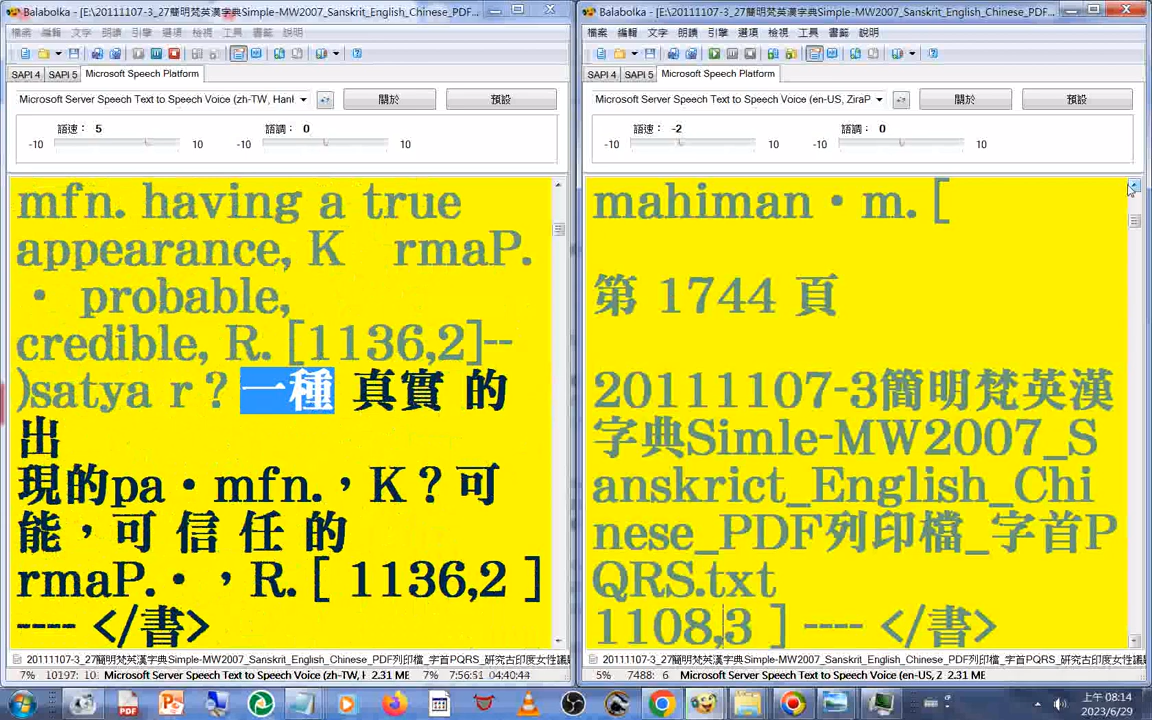 Balabolka - [E:\20111107-3_27簡明梵英漢字典Simple-MW2007_Sanskrit_English_Chinese_PDF...
檔案 編輯 文字 朗讀 引擎 選項 檢視 工具 書籤 說明
SAPI 4 SAPI 5 Microsoft Speech Platform
Microsoft Server Speech Text to Speech Voice (zh-TW, Hanl
關於
預設
語速： 5
語調： 0
-10 10 -10 10
mfn. having a true
appearance, K rmaP.
• probable,
credible, R. [1136,2]--
)satya r？一種 真實 的
出
現的pa•mfn.，K？可
能，可 信 任 的
rmaP.•，R.[ 1136,2 ]
---- </書>
20111107-3_27簡明梵英漢字典Simple-MW2007_Sanskrit_English_Chinese_PDF列印檔_字首PQRS_研究古印度女性議
7% 10197: 10: Microsoft Server Speech Text to Speech Voice (zh-TW, H 2.31 MB 7% 7:56:51 04:40:44
Balabolka - [E:\20111107-3_27簡明梵英漢字典Simple-MW2007_Sanskrit_English_Chinese_PDF...
檔案 編輯 文字 朗讀 引擎 選項 檢視 工具 書籤 說明
SAPI 4 SAPI 5 Microsoft Speech Platform
Microsoft Server Speech Text to Speech Voice (en-US, ZiraP
關於
預設
語速： -2
語調： 0
-10 10 -10 10
mahiman•m. [
第 1744 頁
20111107-3簡明梵英漢
字典Simle-MW2007_S
anskrict_English_Chi
nese_PDF列印檔_字首P
QRS.txt
1108,3 ] ---- </書>
20111107-3_27簡明梵英漢字典Simple-MW2007_Sanskrit_English_Chinese_PDF列印檔_字首PQRS_研究古印度女性議
5% 7488: 6 Microsoft Server Speech Text to Speech Voice (en-US, Z 2.31 MB
上午 08:14
2023/6/29